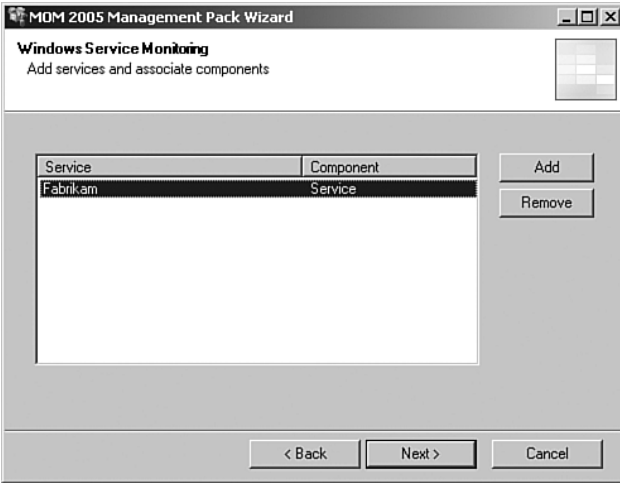 MOM 2005 Management Pack Wizard
Windows Service Monitoring
Add services and associate components
Service Component
Fabrikam Service
Add
Remove
< Back Next > Cancel